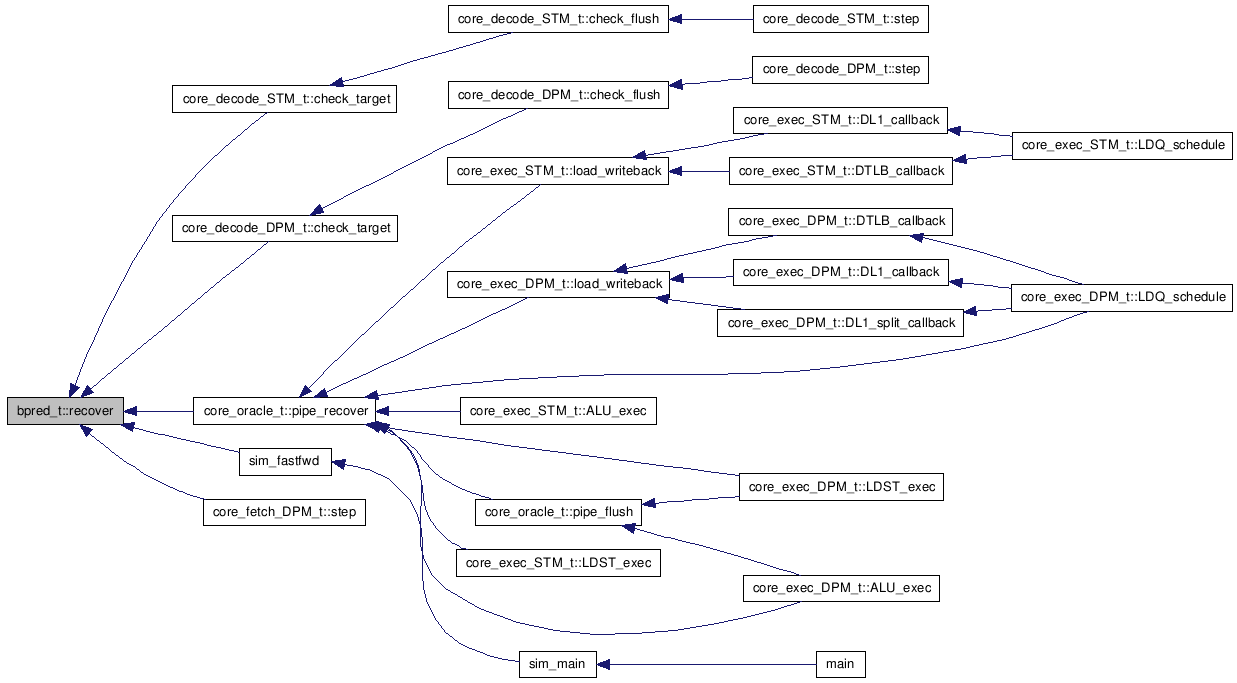 core_decode_STM_t::check_flush
core_decode_STM_t::step
core_decode_DPM_t::step
core_decode_STM_t::check_target
core_decode_DPM_t::check_flush
core_exec_STM_t::DL1_callback
core_exec_STM_t::LDQ_schedule
core_exec_STM_t::load_writeback
core_exec_STM_t::DTLB_callback
core_decode_DPM_t::check_target
core_exec_DPM_t::DTLB_callback
core_exec_DPM_t::load_writeback
core_exec_DPM_t::DL1_callback
core_exec_DPM_t::LDQ_schedule
core_exec_DPM_t::DL1_split_callback
bpred_t::recover
core_oracle_t::pipe_recover
core_exec_STM_t::ALU_exec
sim_fastfwd
core_exec_DPM_t::LDST_exec
core_fetch_DPM_t::step
core_oracle_t::pipe_flush
core_exec_STM_t::LDST_exec
core_exec_DPM_t::ALU_exec
sim_main
main